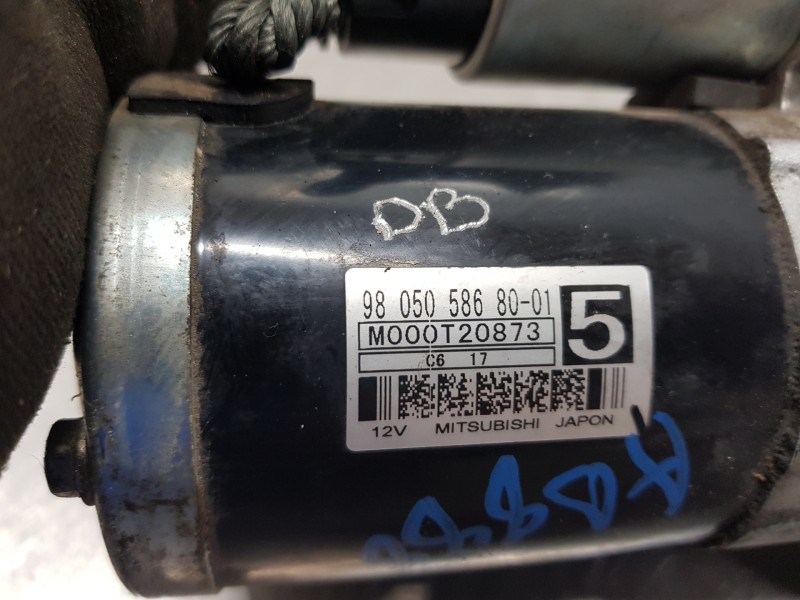 DB
98 050 586 80-01
M000T20873
5
C6 17
12V MITSUBISHI JAPON